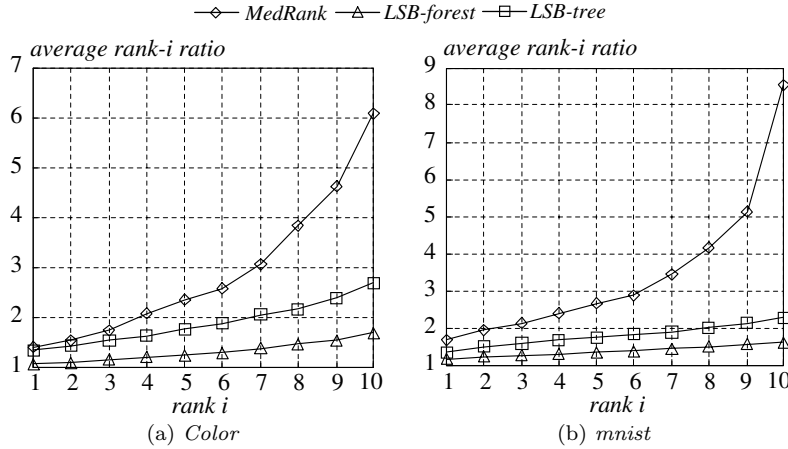 MedRank LSB-forest LSB-tree
average rank-i ratio
7
6
5
4
3
2
1
1 2 3 4 5 6 7 8 9 10
rank i
(a) Color
average rank-i ratio
9
8
7
6
5
4
3
2
1
1 2 3 4 5 6 7 8 9 10
rank i
(b) mnist